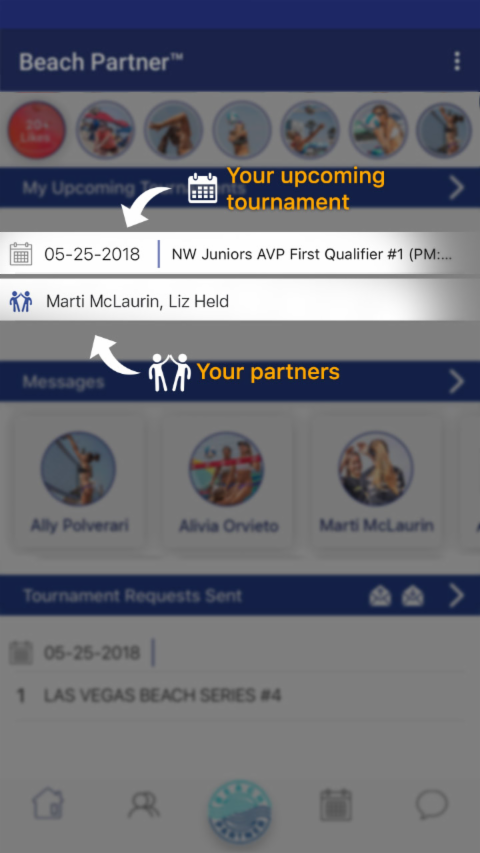 Beach Partner™
20+
Likes
My Upcoming Tournaments
Your upcoming
tournament
05-25-2018
NW Juniors AVP First Qualifier #1 (PM:...
Marti McLaurin, Liz Held
Your partners
Messages
Ally Polverari
Alivia Orvieto
Marti McLaurin
Tournament Requests Sent
05-25-2018
1 LAS VEGAS BEACH SERIES #4
BEACH
PARTNER